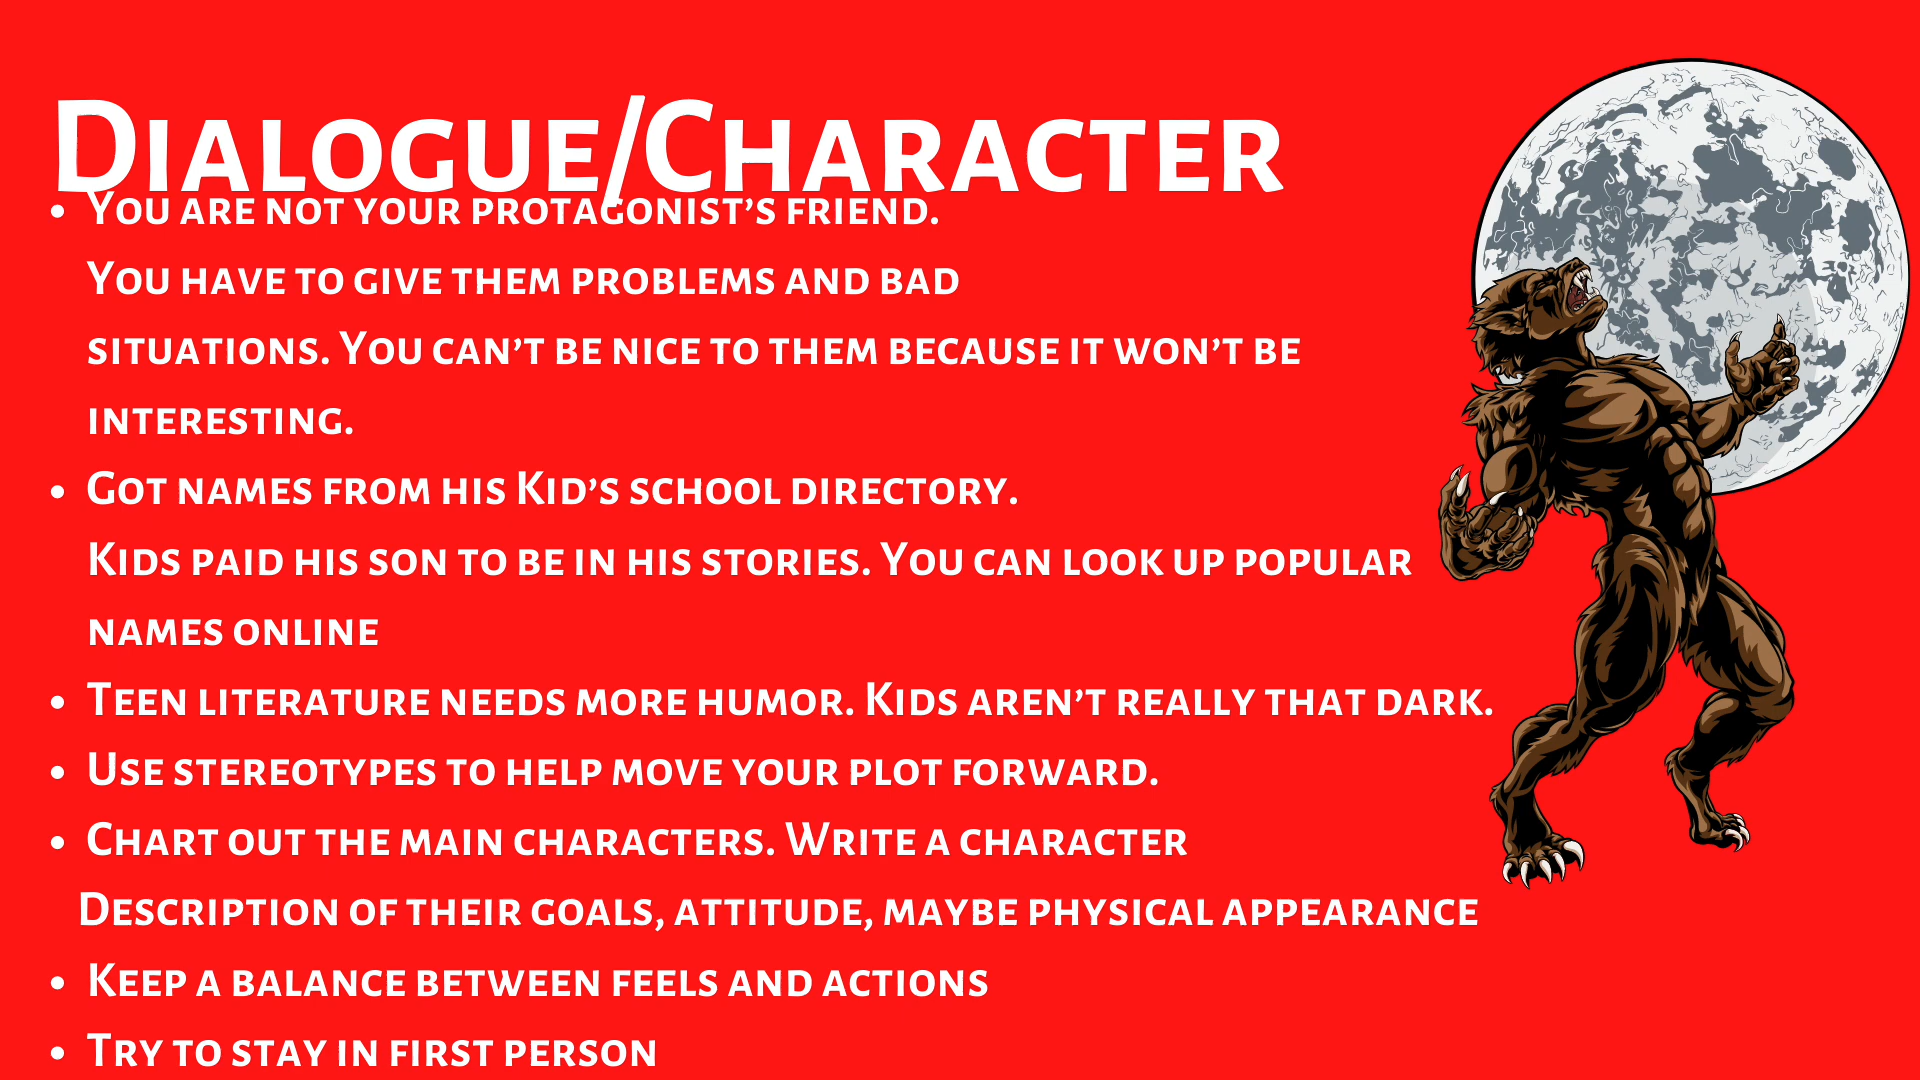 Dialogue/Character
• You are not your protagonist’s friend.
You have to give them problems and bad
situations. You can’t be nice to them because it won’t be
interesting.
• Got names from his Kid’s school directory.
Kids paid his son to be in his stories. You can look up popular
names online
• Teen literature needs more humor. Kids aren’t really that dark.
• Use stereotypes to help move your plot forward.
• Chart out the main characters. Write a character
Description of their goals, attitude, maybe physical appearance
• Keep a balance between feels and actions
• Try to stay in first person